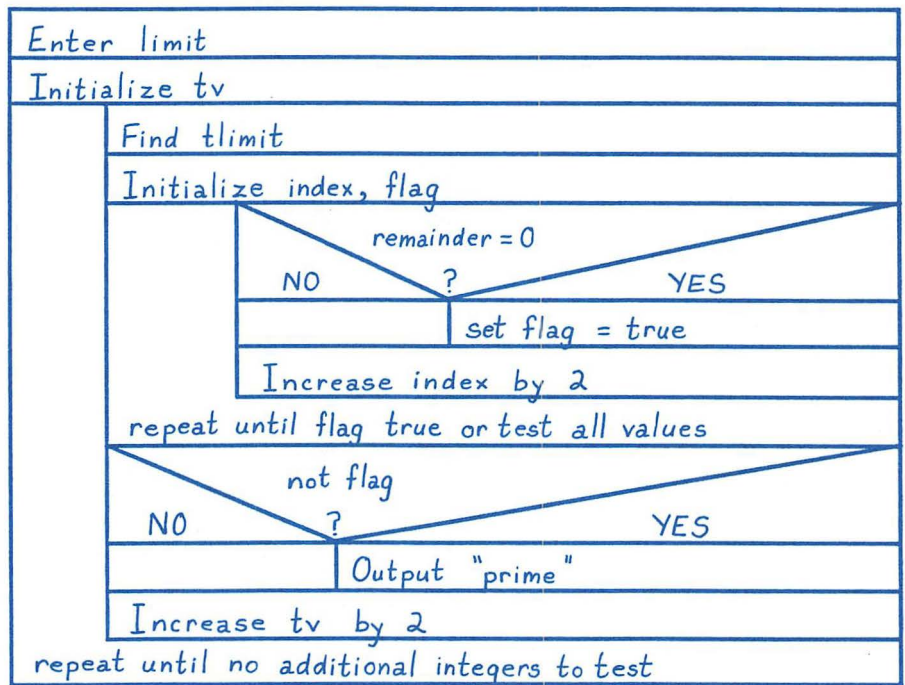 Enter limit
Initialize tv
Find tlimit
Initialize index, flag
remainder = 0
NO ? YES
set flag = true
Increase index by 2
repeat until flag true or test all values
not flag
NO ? YES
Output "prime"
Increase tv by 2
repeat until no additional integers to test